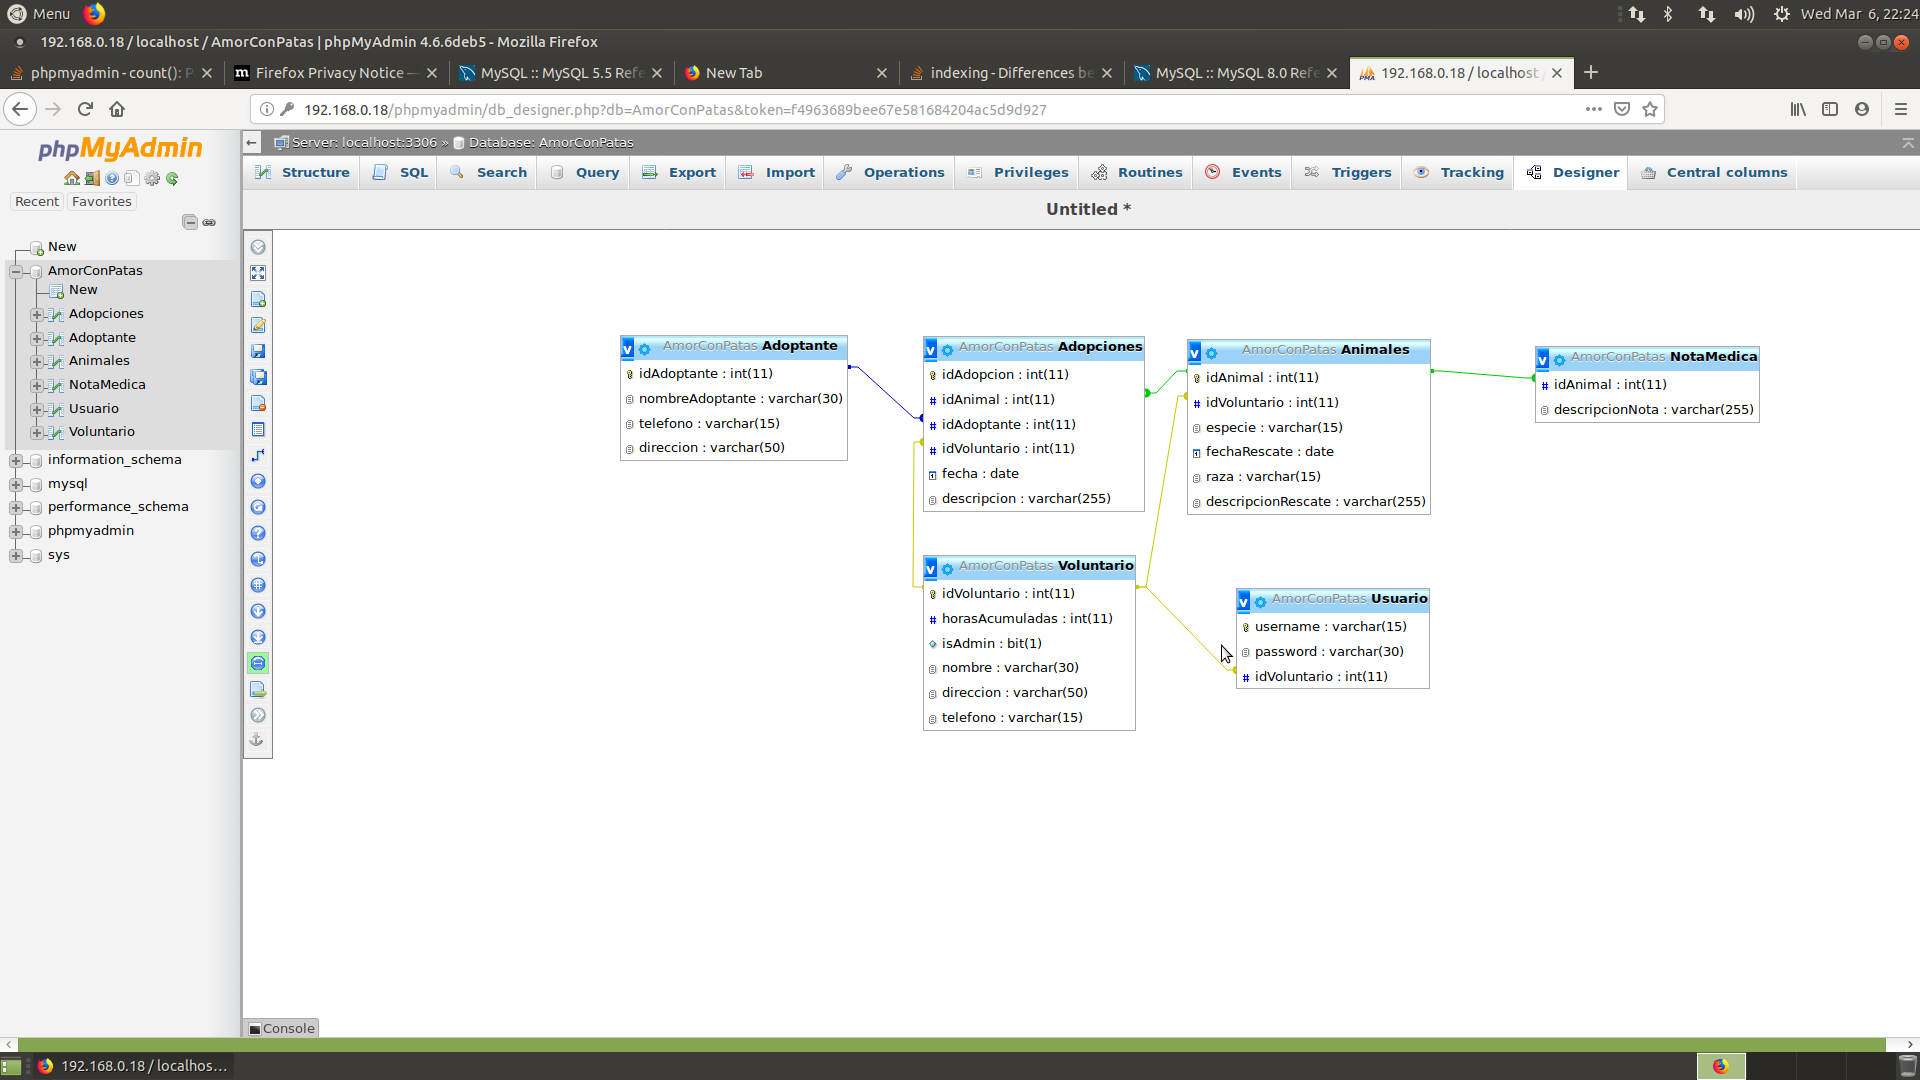 Menu
Wed Mar 6, 22:24
192.168.0.18 / localhost / AmorConPatas | phpMyAdmin 4.6.6deb5 - Mozilla Firefox
phpmyadmin - count(): P
Firefox Privacy Notice —
MySQL :: MySQL 5.5 Refe
New Tab
indexing - Differences be
MySQL :: MySQL 8.0 Refe
192.168.0.18 / localhost
192.168.0.18/phpmyadmin/db_designer.php?db=AmorConPatas&token=f4963689bee67e581684204ac5d9d927
phpMyAdmin
Recent Favorites
New
AmorConPatas
New
Adopciones
Adoptante
Animales
NotaMedica
Usuario
Voluntario
information_schema
mysql
performance_schema
phpmyadmin
sys
Server: localhost:3306 » Database: AmorConPatas
Structure SQL Search Query Export Import Operations Privileges Routines Events Triggers Tracking Designer Central columns
Untitled *
v AmorConPatas Adoptante
idAdoptante : int(11)
nombreAdoptante : varchar(30)
telefono : varchar(15)
direccion : varchar(50)
v AmorConPatas Adopciones
idAdopcion : int(11)
# idAnimal : int(11)
# idAdoptante : int(11)
# idVoluntario : int(11)
fecha : date
descripcion : varchar(255)
v AmorConPatas Animales
idAnimal : int(11)
# idVoluntario : int(11)
especie : varchar(15)
fechaRescate : date
raza : varchar(15)
descripcionRescate : varchar(255)
v AmorConPatas NotaMedica
# idAnimal : int(11)
descripcionNota : varchar(255)
v AmorConPatas Voluntario
idVoluntario : int(11)
# horasAcumuladas : int(11)
isAdmin : bit(1)
nombre : varchar(30)
direccion : varchar(50)
telefono : varchar(15)
v AmorConPatas Usuario
username : varchar(15)
password : varchar(30)
# idVoluntario : int(11)
Console
192.168.0.18 / localhos...